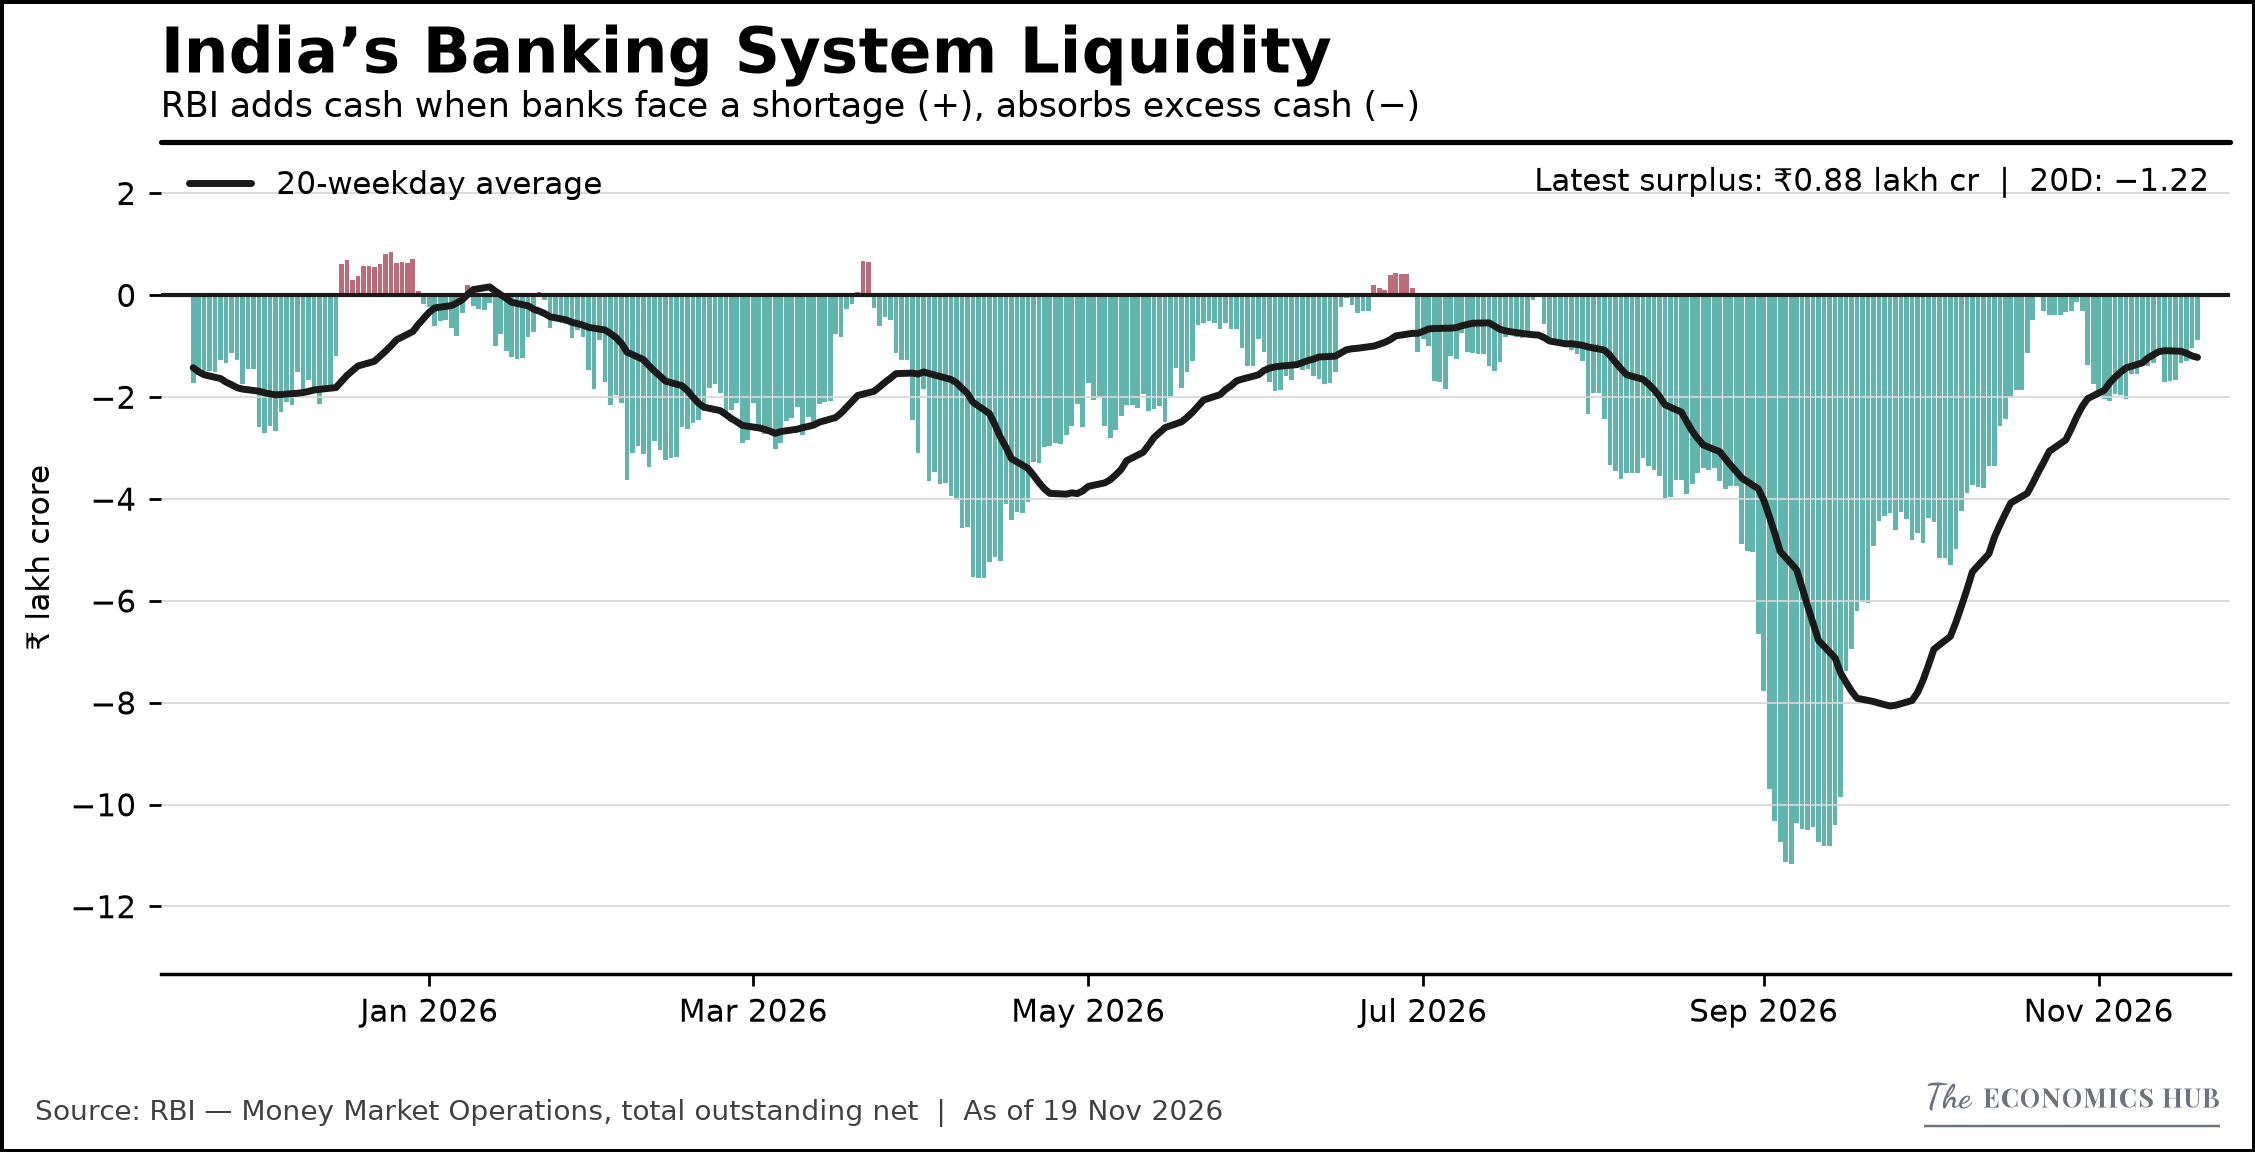 India’s Banking System Liquidity
RBI adds cash when banks face a shortage (+), absorbs excess cash (−)
20-weekday average
Latest surplus: ₹0.88 lakh cr | 20D: −1.22
₹ lakh crore
2
0
−2
−4
−6
−8
−10
−12
Jan 2026
Mar 2026
May 2026
Jul 2026
Sep 2026
Nov 2026
Source: RBI — Money Market Operations, total outstanding net | As of 19 Nov 2026
The ECONOMICS HUB